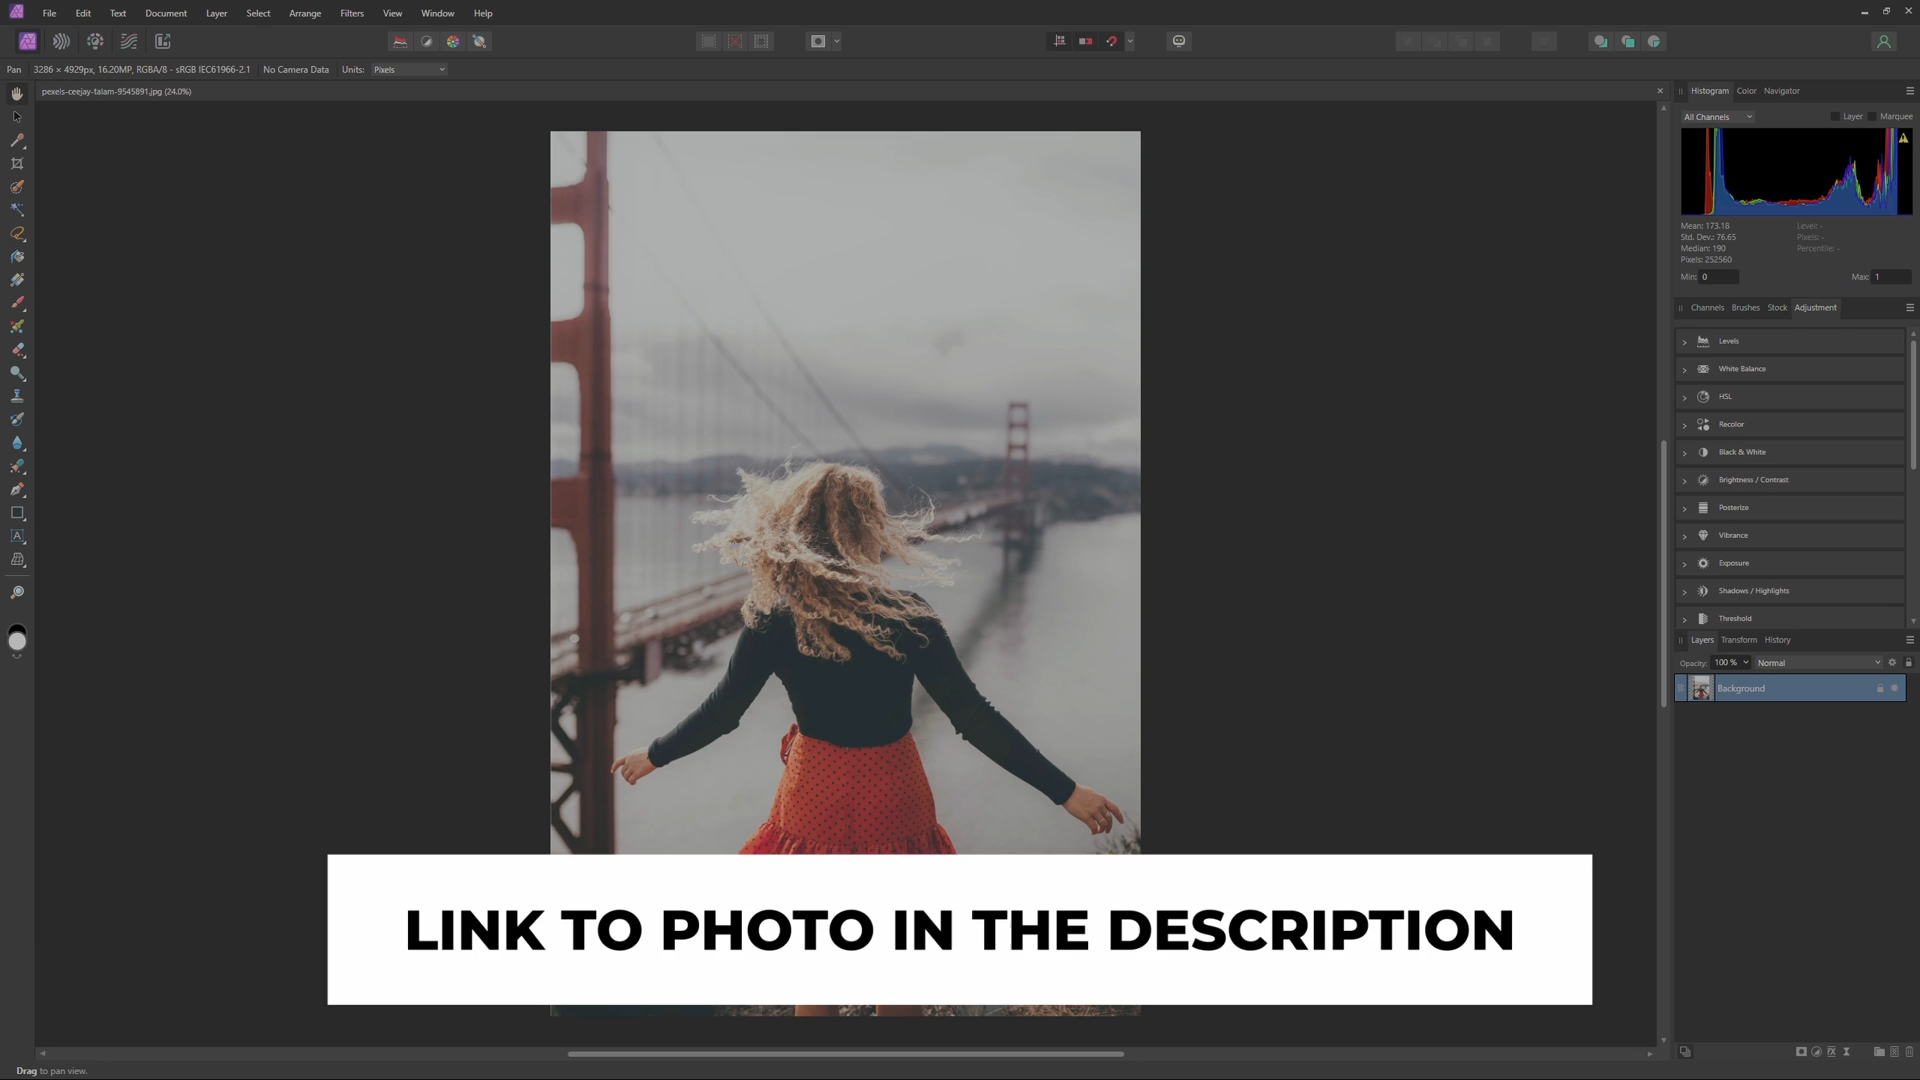 File Edit Text Document Layer Select Arrange Filters View Window Help
Pan 3286 × 4929px, 16.20MP, RGBA/8 - sRGB IEC61966-2.1 No Camera Data Units: Pixels
pexels-ceejay-talam-9545891.jpg (24.0%)
Histogram Color Navigator
All Channels Layer Marquee
Mean: 173.18 Level: -
Std. Dev.: 76.65 Pixels: -
Median: 190 Percentile: -
Pixels: 252560
Min: 0 Max: 1
Channels Brushes Stock Adjustment
Levels
White Balance
HSL
Recolor
Black & White
Brightness / Contrast
Posterize
Vibrance
Exposure
Shadows / Highlights
Threshold
Layers Transform History
Opacity: 100 % Normal
Background
LINK TO PHOTO IN THE DESCRIPTION
Drag to pan view.